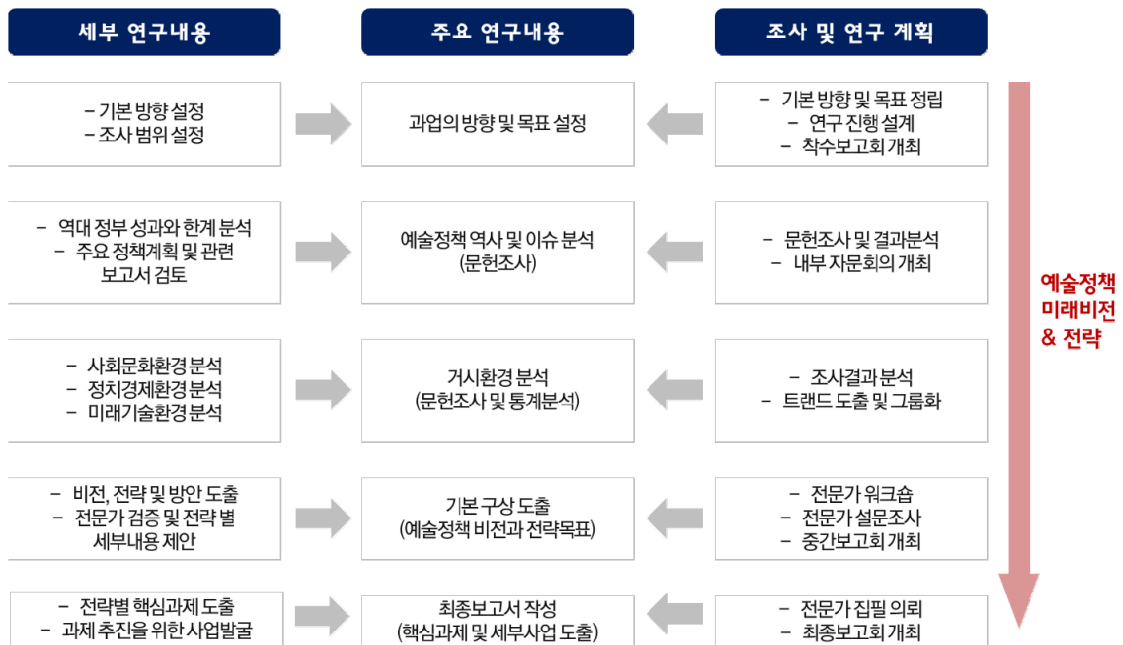 세부 연구내용
주요 연구내용
조사 및 연구 계획
– 기본 방향 설정
– 조사 범위 설정
과업의 방향 및 목표 설정
– 기본 방향 및 목표 정립
– 연구 진행 설계
– 착수보고회 개최
– 역대 정부 성과와 한계 분석
– 주요 정책계획 및 관련
보고서 검토
예술정책 역사 및 이슈 분석
(문헌조사)
– 문헌조사 및 결과분석
– 내부 자문회의 개최
– 사회문화환경 분석
– 정치경제환경 분석
– 미래기술환경 분석
거시환경 분석
(문헌조사 및 통계분석)
– 조사결과 분석
– 트랜드 도출 및 그룹화
– 비전, 전략 및 방안 도출
– 전문가 검증 및 전략 별
세부내용 제안
기본 구상 도출
(예술정책 비전과 전략목표)
– 전문가 워크숍
– 전문가 설문조사
– 중간보고회 개최
– 전략별 핵심과제 도출
– 과제 추진을 위한 사업발굴
최종보고서 작성
(핵심과제 및 세부사업 도출)
– 전문가 집필 의뢰
– 최종보고회 개최
예술정책
미래비전
& 전략